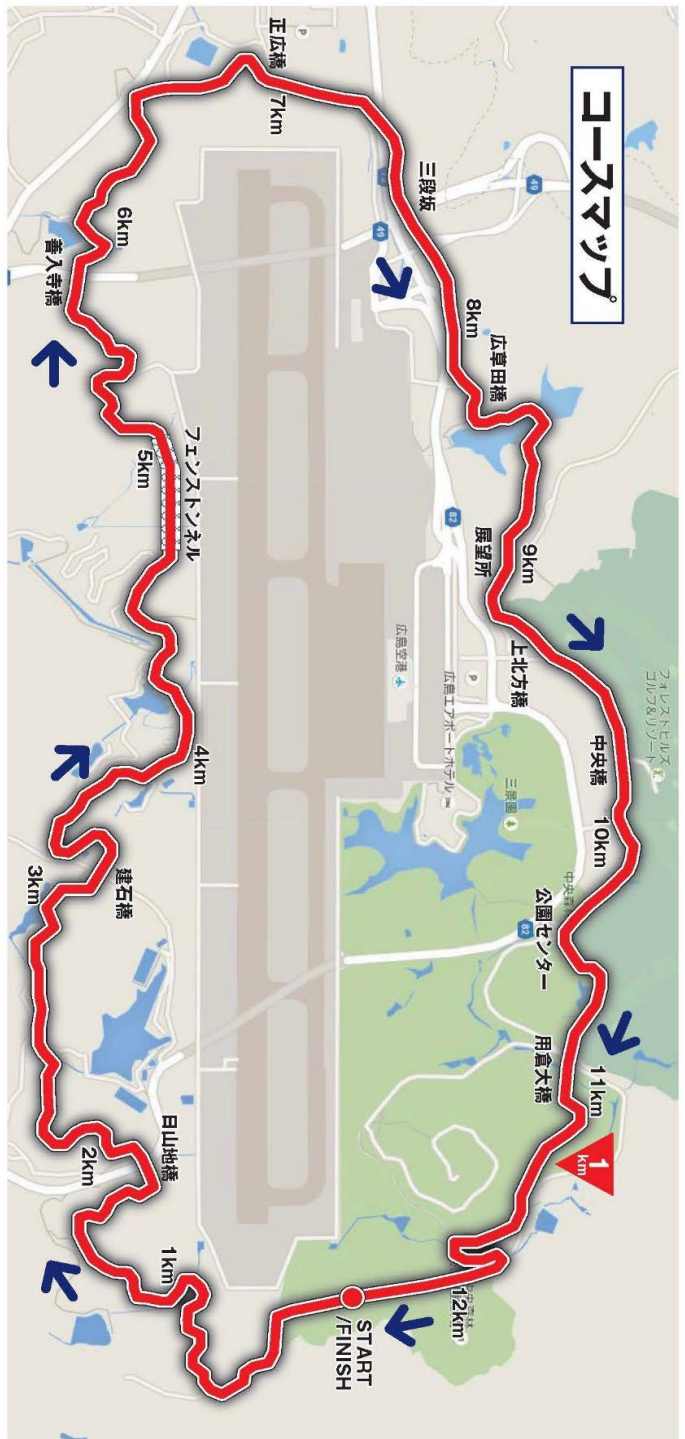 コースマップ
START
/FINISH
1km
日山地橋
2km
3km
建石橋
4km
フェンストンネル
5km
善入寺橋
6km
正広橋
7km
三段坂
8km
広草田橋
9km
展望所
上北方橋
中央橋
10km
公園センター
用倉大橋
11km
1
km
12km
P
49
49
82
広島空港
広島エアポートホテル
P
三景園
フォレストヒルズ
ゴルフ&リゾート
82